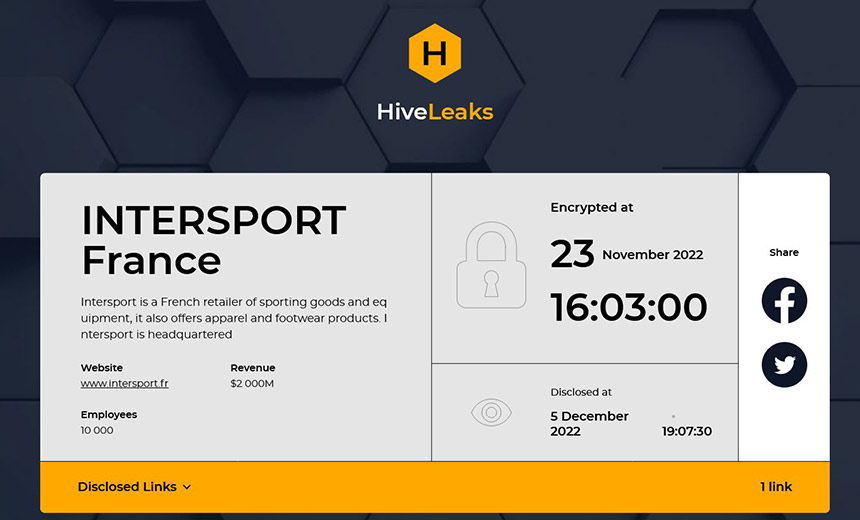 H
HiveLeaks
INTERSPORT
France
Intersport is a French retailer of sporting goods and eq
uipment, it also offers apparel and footwear products. I
ntersport is headquartered
Website
www.intersport.fr
Revenue
$2 000M
Employees
10 000
Encrypted at
23 November 2022
16:03:00
Disclosed at
5 December
2022
19:07:30
Share
Disclosed Links
1 link